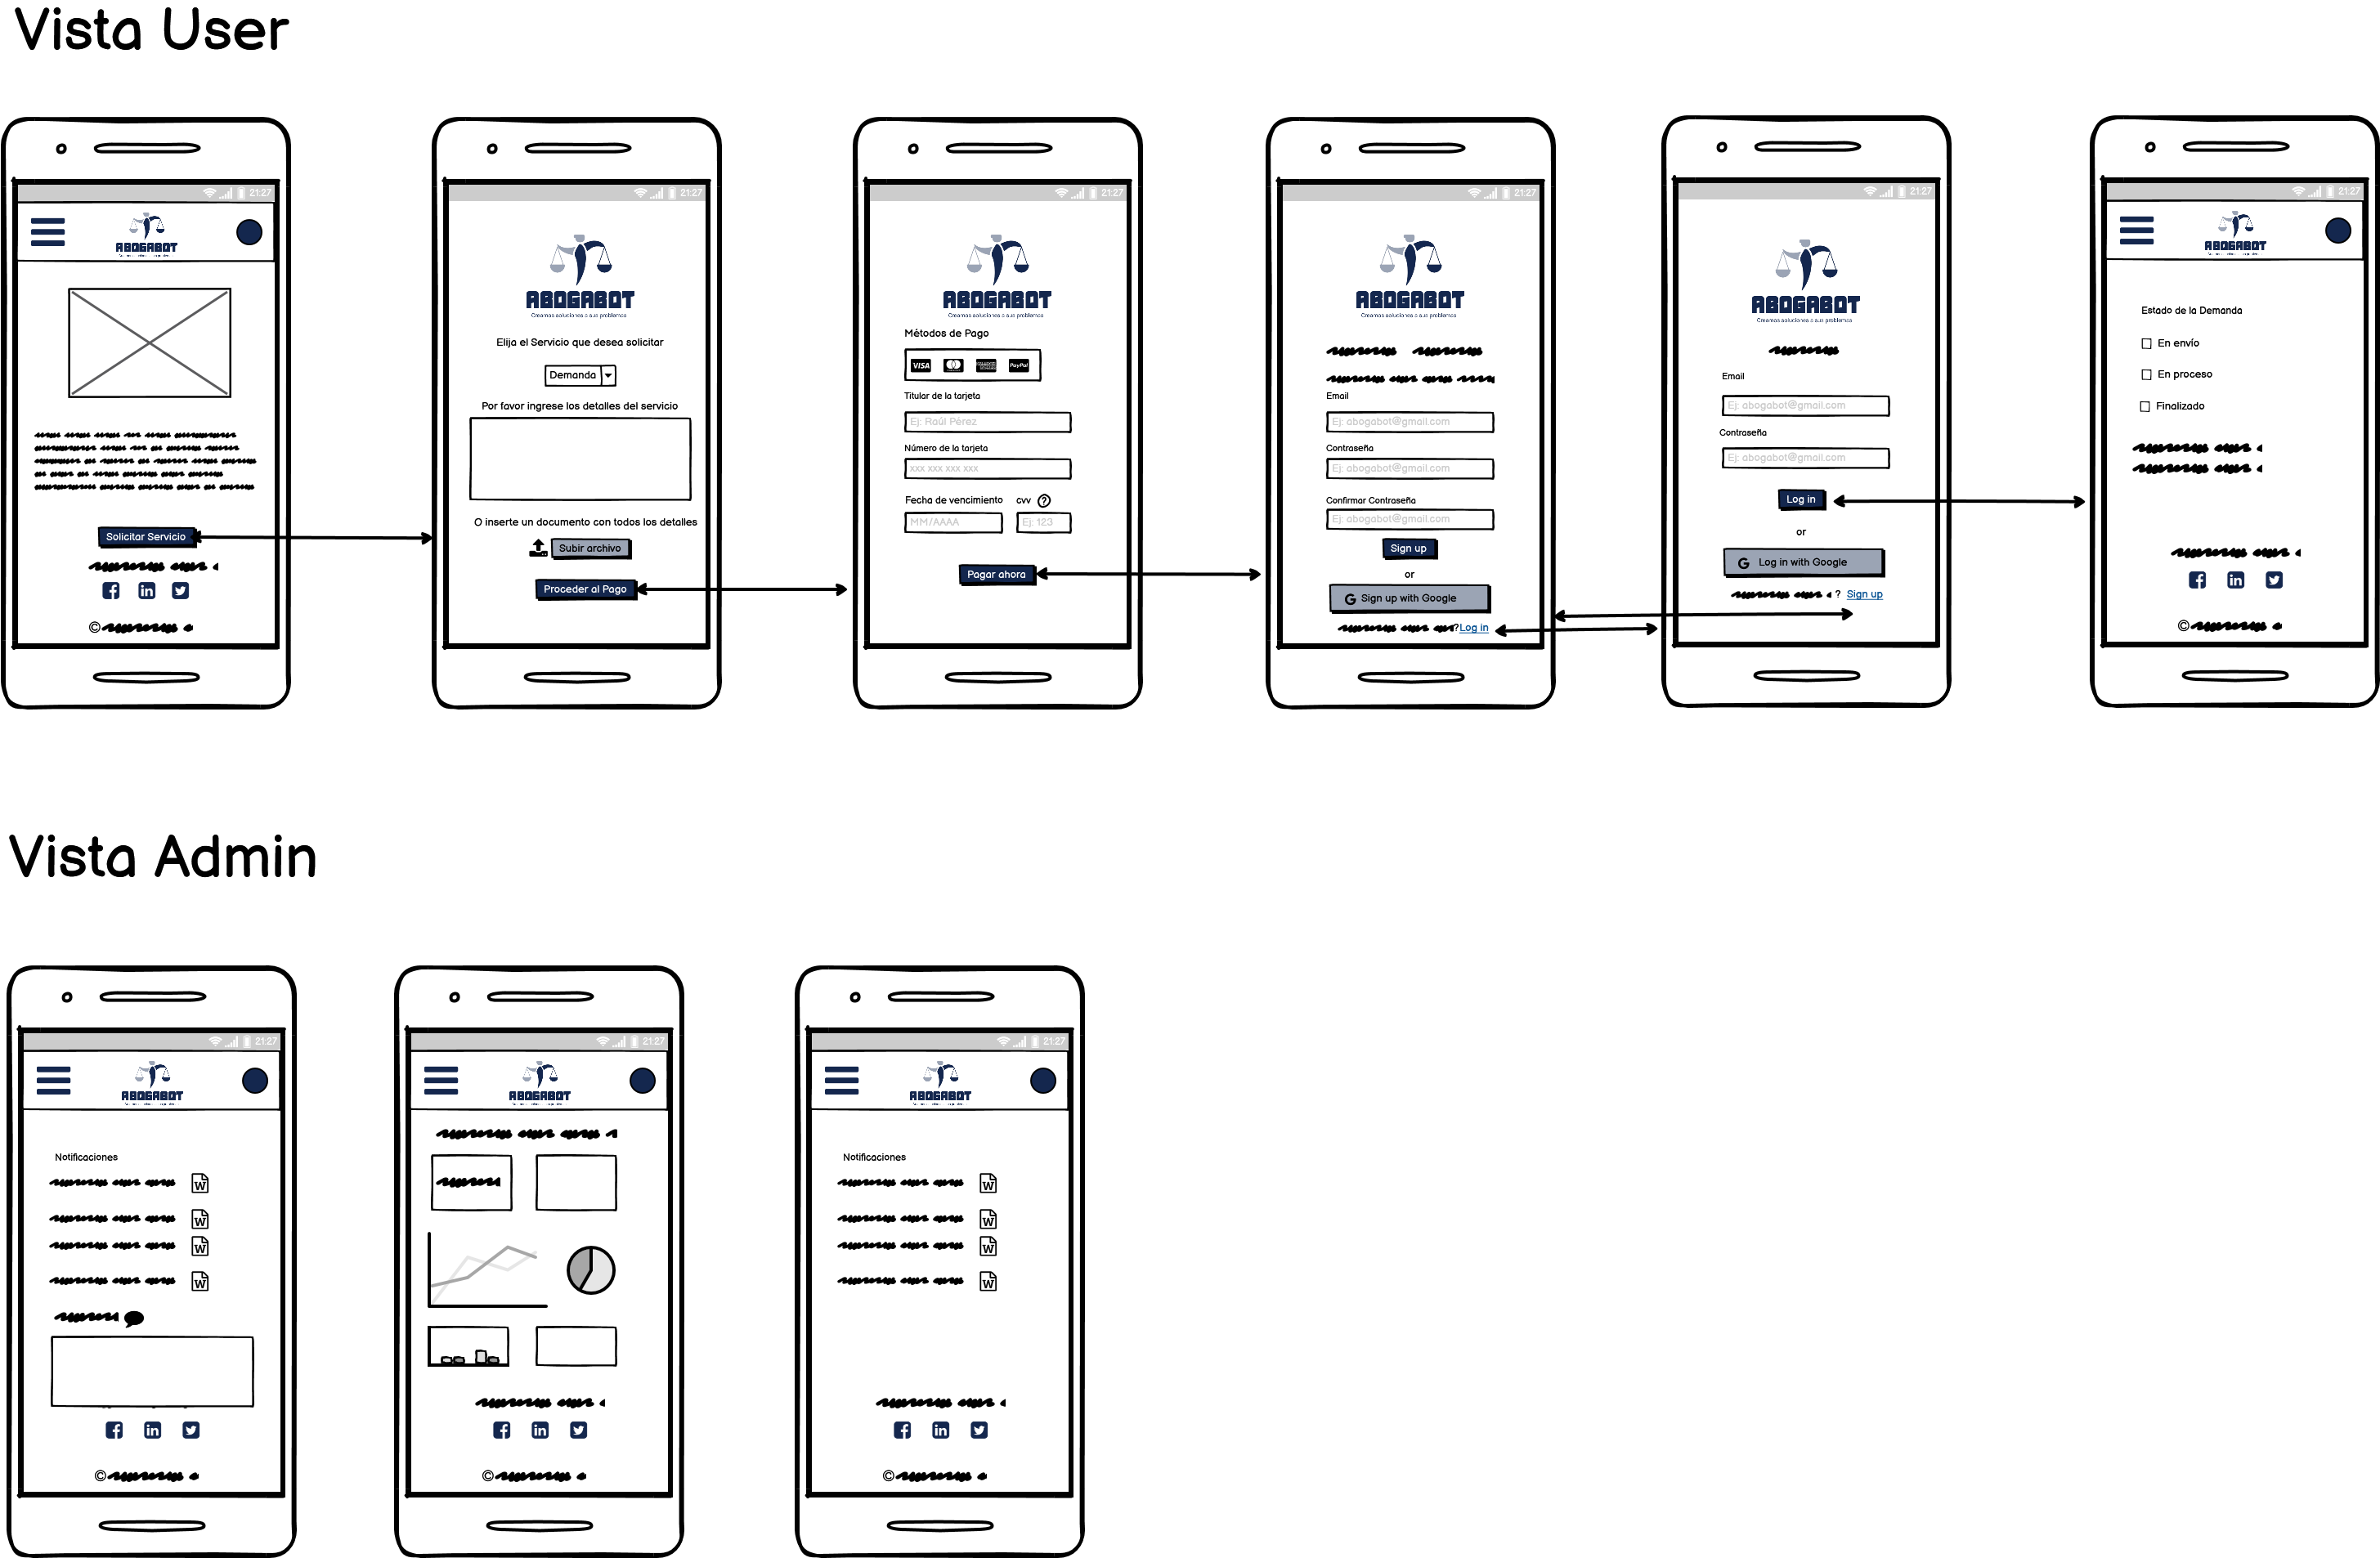 Vista User
21:27
ABOGABOT
Solicitar Servicio
©
21:27
ABOGABOT
Creamos soluciones a sus problemas
Elija el Servicio que desea solicitar
Demanda
Por favor ingrese los detalles del servicio
O inserte un documento con todos los detalles
Subir archivo
Proceder al Pago
21:27
ABOGABOT
Creamos soluciones a sus problemas
Métodos de Pago
VISA PayPal
Titular de la tarjeta
Ej: Raúl Pérez
Número de la tarjeta
xxx xxx xxx xxx
Fecha de vencimiento cvv ?
MM/AAAA Ej: 123
Pagar ahora
21:27
ABOGABOT
Creamos soluciones a sus problemas
Email
Ej: abogabot@gmail.com
Contraseña
Ej: abogabot@gmail.com
Confirmar Contraseña
Ej: abogabot@gmail.com
Sign up
or
G Sign up with Google
?Log in
21:27
ABOGABOT
Creamos soluciones a sus problemas
Email
Ej: abogabot@gmail.com
Contraseña
Ej: abogabot@gmail.com
Log in
or
G Log in with Google
? Sign up
21:27
ABOGABOT
Estado de la Demanda
En envío
En proceso
Finalizado
©
Vista Admin
21:27
ABOGABOT
Notificaciones
W
W
W
W
©
21:27
ABOGABOT
©
21:27
ABOGABOT
Notificaciones
W
W
W
W
©